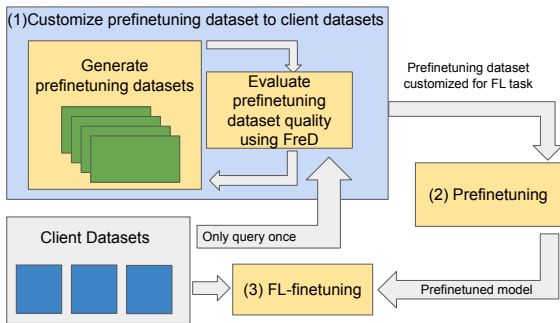 (1)Customize prefinetuning dataset to client datasets
Generate
prefinetuning datasets
Evaluate
prefinetuning
dataset quality
using FreD
Prefinetuning dataset
customized for FL task
(2) Prefinetuning
Client Datasets
Only query once
(3) FL-finetuning
Prefinetuned model